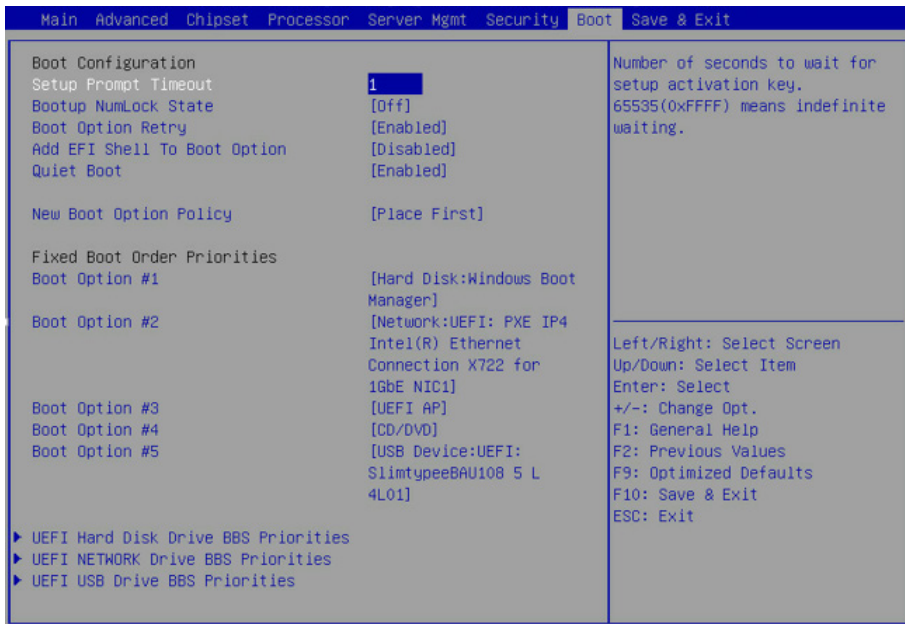 Main Advanced Chipset Processor Server Mgmt Security Boot Save & Exit
Boot Configuration
Setup Prompt Timeout 1
Bootup NumLock State [Off]
Boot Option Retry [Enabled]
Add EFI Shell To Boot Option [Disabled]
Quiet Boot [Enabled]
New Boot Option Policy [Place First]
Fixed Boot Order Priorities
Boot Option #1 [Hard Disk:Windows Boot
Manager]
Boot Option #2 [Network:UEFI: PXE IP4
Intel(R) Ethernet
Connection X722 for
1GbE NIC1]
Boot Option #3 [UEFI AP]
Boot Option #4 [CD/DVD]
Boot Option #5 [USB Device:UEFI:
SlimtypeeBAU108 5 L
4L01]
UEFI Hard Disk Drive BBS Priorities
UEFI NETWORK Drive BBS Priorities
UEFI USB Drive BBS Priorities
Number of seconds to wait for
setup activation key.
65535(0xFFFF) means indefinite
waiting.
Left/Right: Select Screen
Up/Down: Select Item
Enter: Select
+/-: Change Opt.
F1: General Help
F2: Previous Values
F9: Optimized Defaults
F10: Save & Exit
ESC: Exit